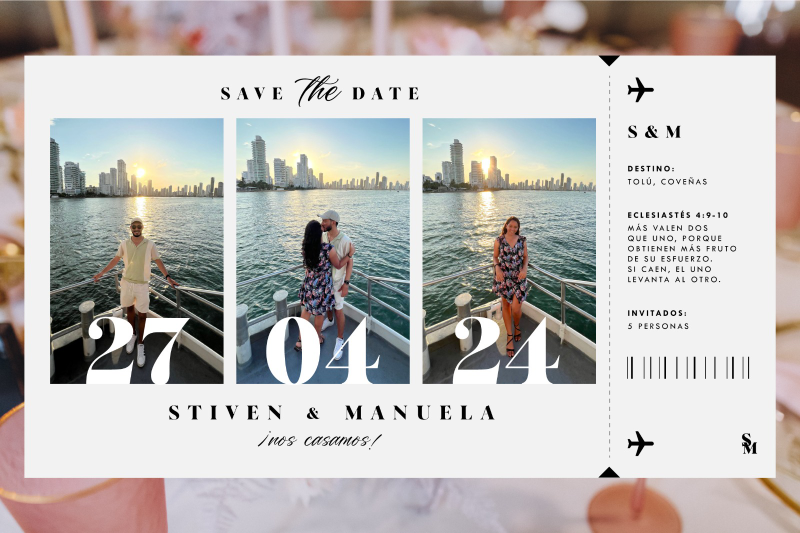 SAVE the DATE
27 04 24
STIVEN & MANUELA
¡nos casamos!
S & M
DESTINO:
TOLÚ, COVEÑAS
ECLESIASTÉS 4:9-10
MÁS VALEN DOS
QUE UNO, PORQUE
OBTIENEN MÁS FRUTO
DE SU ESFUERZO.
SI CAEN, EL UNO
LEVANTA AL OTRO.
INVITADOS:
5 PERSONAS
SM